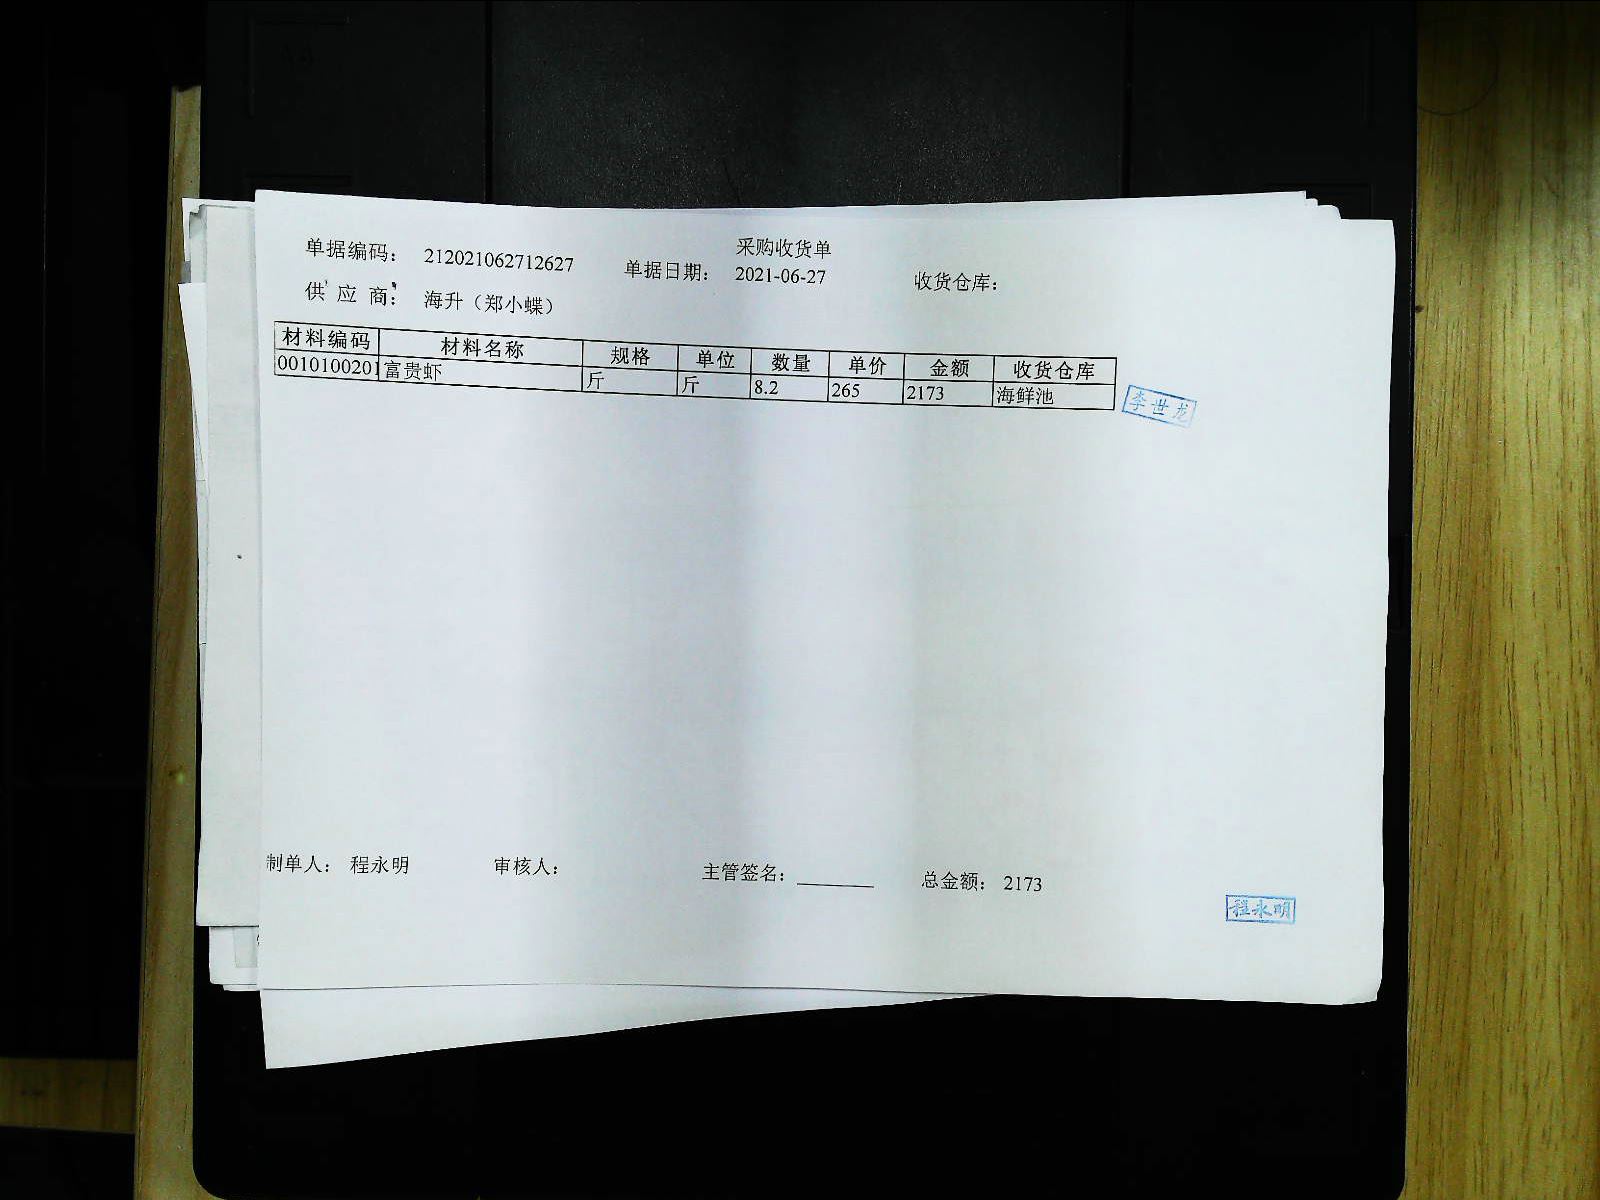 采购收货单
单据编码： 212021062712627 单据日期： 2021-06-27 收货仓库：
供 应 商： 海升（郑小蝶）
材料编码 材料名称 规格 单位 数量 单价 金额 收货仓库
0010100201 富贵虾 斤 斤 8.2 265 2173 海鲜池
李世龙
制单人： 程永明 审核人： 主管签名： 总金额： 2173
程永明